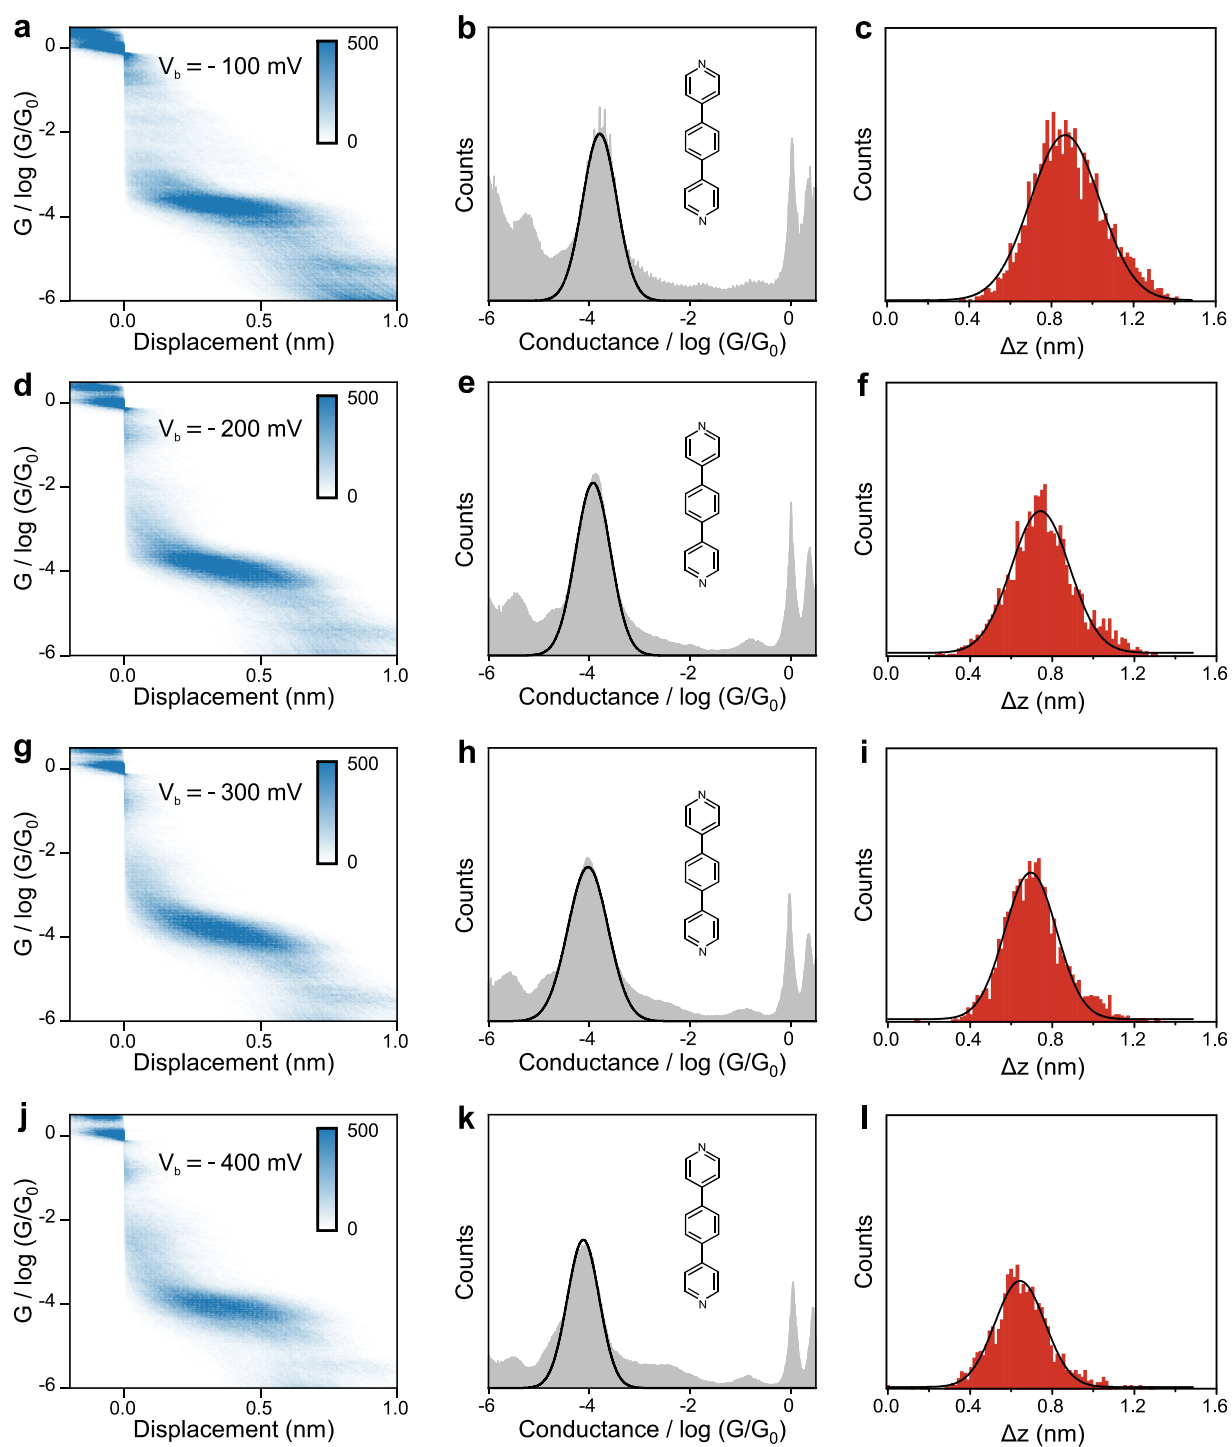 a
V_b = - 100 mV
500
0
0
-2
-4
-6
G / log (G/G₀)
0.0 0.5 1.0
Displacement (nm)
b
N
N
Counts
-6 -4 -2 0
Conductance / log (G/G₀)
c
Counts
0.0 0.4 0.8 1.2 1.6
Δz (nm)
d
V_b = - 200 mV
500
0
0
-2
-4
-6
G / log (G/G₀)
0.0 0.5 1.0
Displacement (nm)
e
N
N
Counts
-6 -4 -2 0
Conductance / log (G/G₀)
f
Counts
0.0 0.4 0.8 1.2 1.6
Δz (nm)
g
V_b = - 300 mV
500
0
0
-2
-4
-6
G / log (G/G₀)
0.0 0.5 1.0
Displacement (nm)
h
N
N
Counts
-6 -4 -2 0
Conductance / log (G/G₀)
i
Counts
0.0 0.4 0.8 1.2 1.6
Δz (nm)
j
V_b = - 400 mV
500
0
0
-2
-4
-6
G / log (G/G₀)
0.0 0.5 1.0
Displacement (nm)
k
N
N
Counts
-6 -4 -2 0
Conductance / log (G/G₀)
l
Counts
0.0 0.4 0.8 1.2 1.6
Δz (nm)